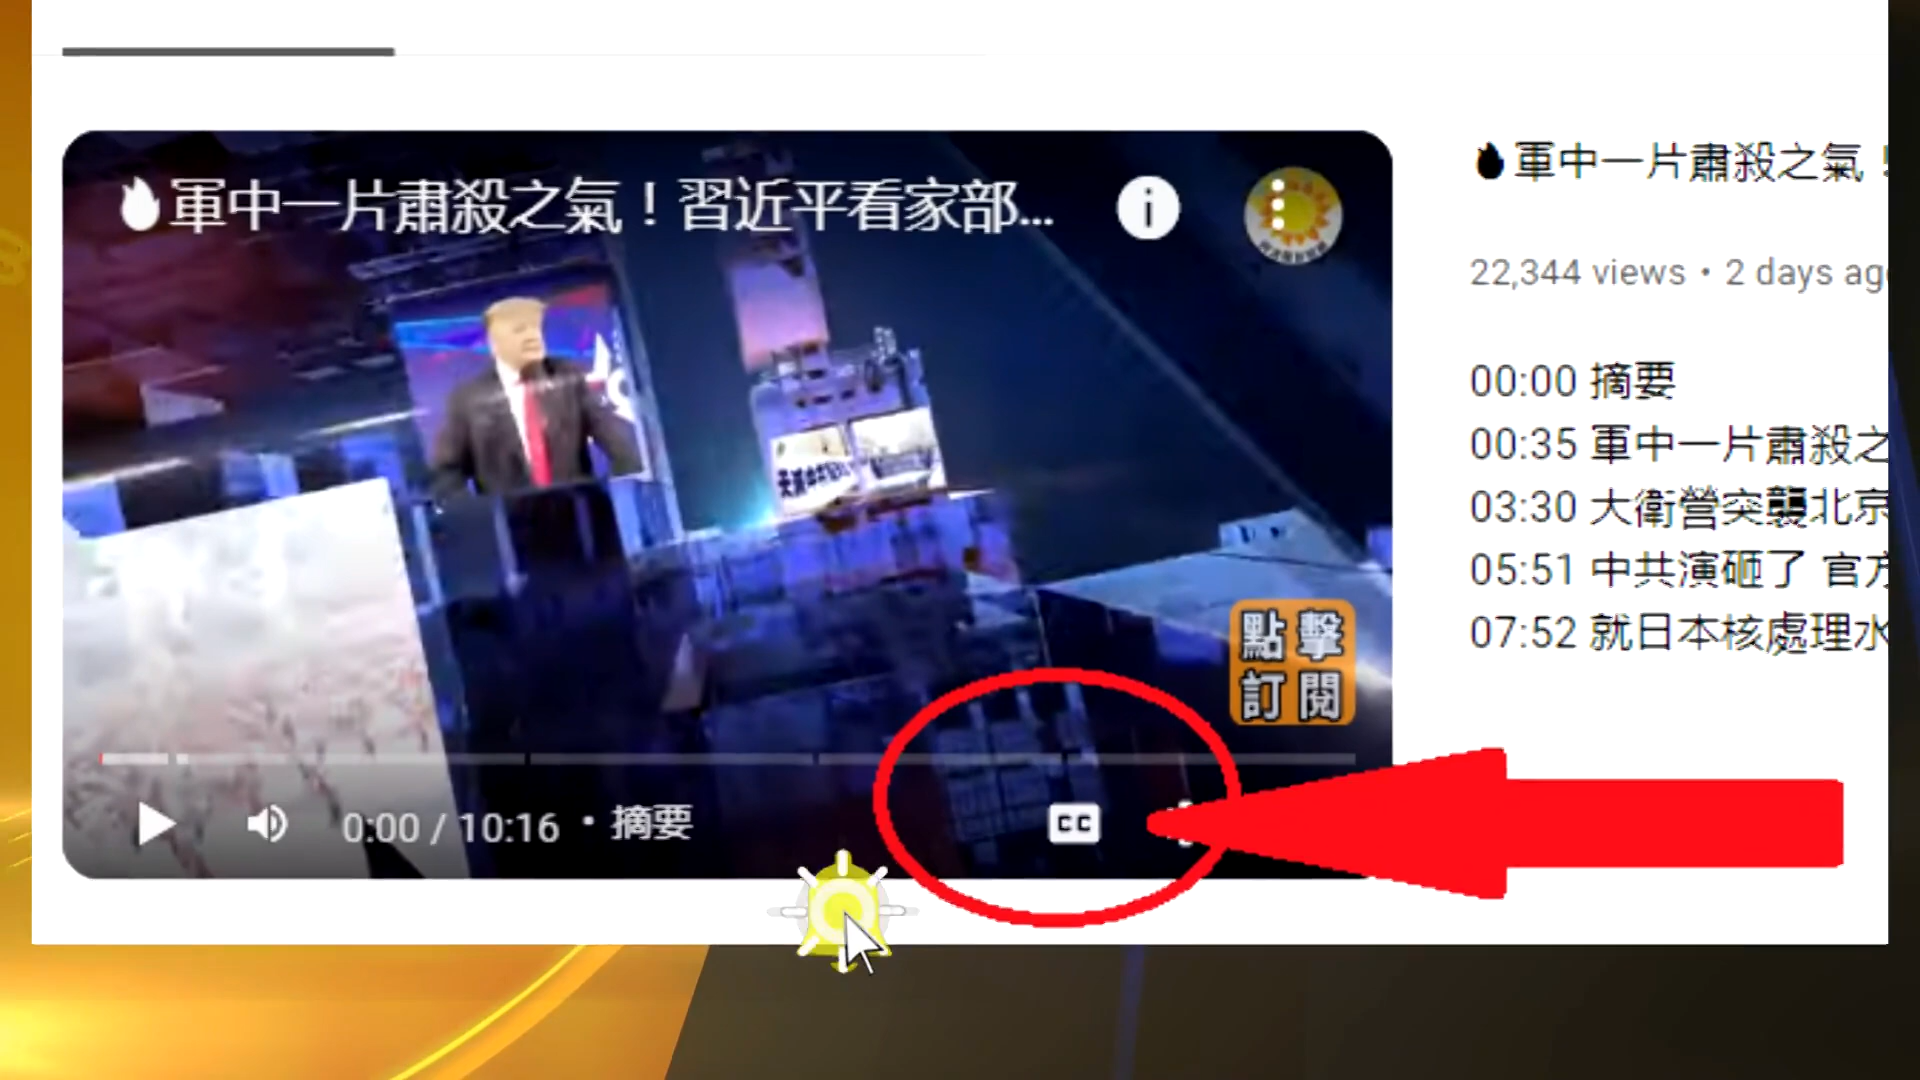 軍中一片肅殺之氣！習近平看家部...
i
點擊
訂閱
0:00 / 10:16 • 摘要
CC
軍中一片肅殺之氣！
22,344 views • 2 days ago
00:00 摘要
00:35 軍中一片肅殺之
03:30 大衛營突襲北京
05:51 中共演砸了 官方
07:52 就日本核處理水